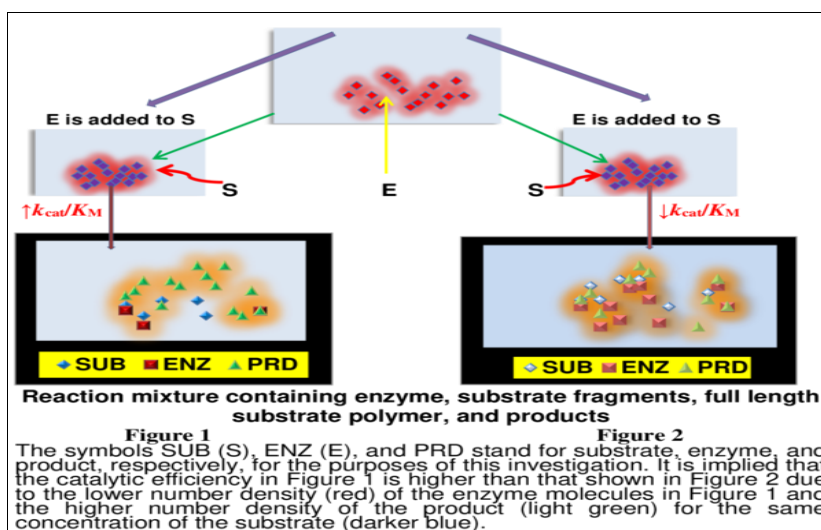 E is added to S
E is added to S
S
E
S
↑kcat/KM
↓kcat/KM
SUB ENZ PRD
SUB ENZ PRD
Reaction mixture containing enzyme, substrate fragments, full length
substrate polymer, and products
Figure 1
Figure 2
The symbols SUB (S), ENZ (E), and PRD stand for substrate, enzyme, and
product, respectively, for the purposes of this investigation. It is implied that
the catalytic efficiency in Figure 1 is higher than that shown in Figure 2 due
to the lower number density (red) of the enzyme molecules in Figure 1 and
the higher number density of the product (light green) for the same
concentration of the substrate (darker blue).